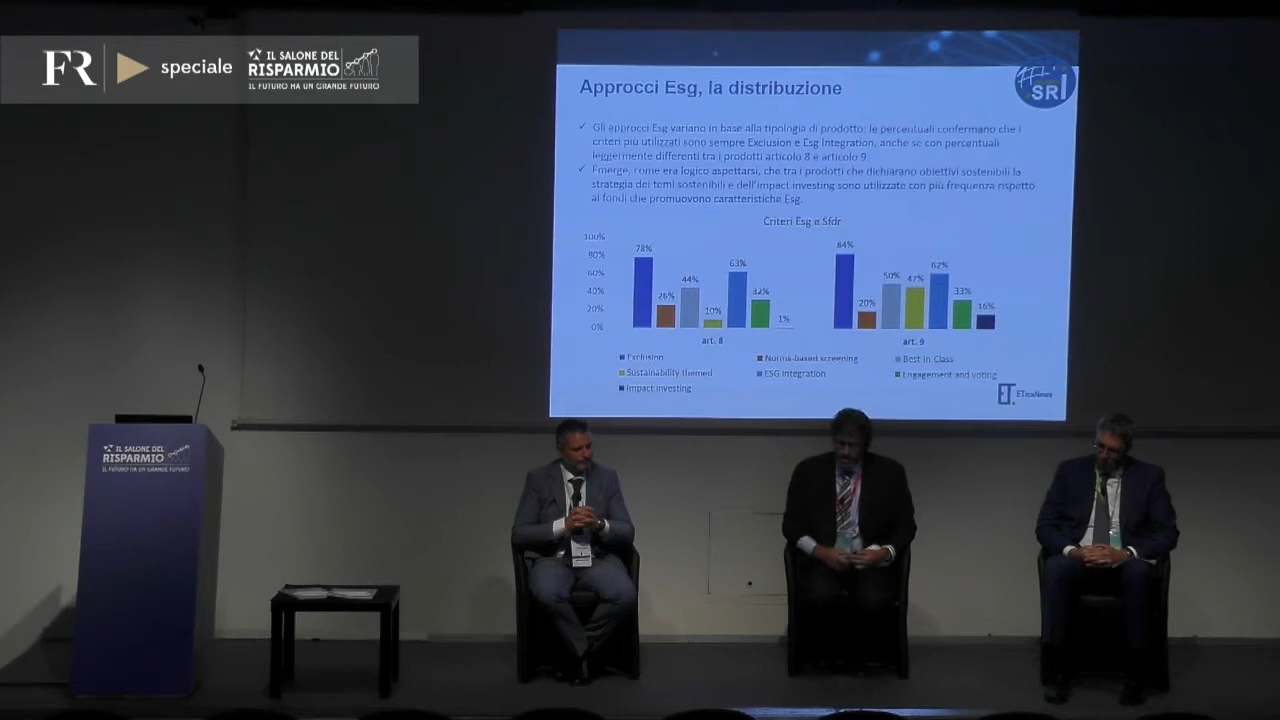 FR
speciale
IL SALONE DEL
RISPARMIO
IL FUTURO HA UN GRANDE FUTURO
SRI
Approcci Esg, la distribuzione
✓ Gli approcci Esg variano in base alla tipologia di prodotto: le percentuali confermano che i
criteri più utilizzati sono sempre Exclusion e Esg Integration, anche se con percentuali
leggermente differenti tra i prodotti articolo 8 e articolo 9.
✓ Emerge, come era logico aspettarsi, che tra i prodotti che dichiarano obiettivi sostenibili la
strategia dei temi sostenibili e dell'impact investing sono utilizzate con più frequenza rispetto
ai fondi che promuovono caratteristiche Esg.
Criteri Esg e Sfdr
100%
80%
60%
40%
20%
0%
78%
26%
44%
10%
63%
32%
1%
84%
20%
50%
47%
62%
33%
16%
art. 8
art. 9
Exclusion
Norms-based screening
Best in Class
Sustainability themed
ESG integration
Engagement and voting
Impact investing
ET.
ETicaNews
IL SALONE DEL
RISPARMIO
IL FUTURO HA UN GRANDE FUTURO